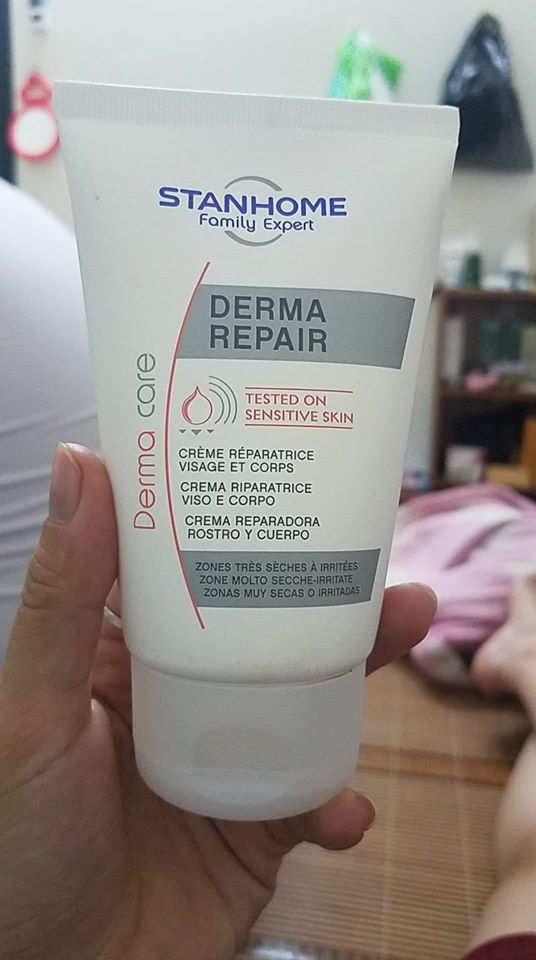 STANHOME
Family Expert
DERMA
REPAIR
Derma care
TESTED ON
SENSITIVE SKIN
CRÈME RÉPARATRICE
VISAGE ET CORPS
CREMA RIPARATRICE
VISO E CORPO
CREMA REPARADORA
ROSTRO Y CUERPO
ZONES TRÈS SÈCHES À IRRITÉES
ZONE MOLTO SECCHE-IRRITATE
ZONAS MUY SECAS O IRRITADAS